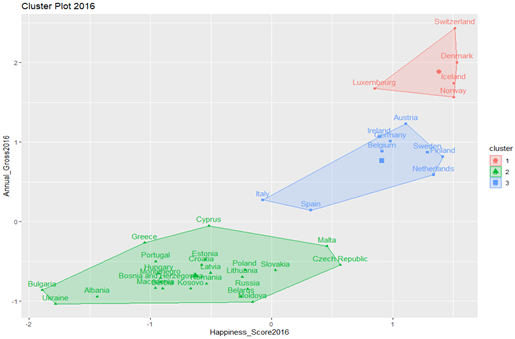 Cluster Plot 2016
Switzerland
Denmark
Iceland
Luxembourg
Norway
Austria
Ireland
Germany
Belgium
Sweden
Finland
Netherlands
Italy
Spain
Cyprus
Greece
Malta
Portugal
Estonia
Croatia
Czech Republic
Hungary
Latvia
Poland
Slovakia
Montenegro
Lithuania
Bosnia and Herzegovina
Romania
Bulgaria
Macedonia
Kosovo
Russia
Albania
Belarus
Moldova
Ukraine
2
1
0
-1
-2
-1
0
1
Annual_Gross2016
Happiness_Score2016
cluster
1
2
3